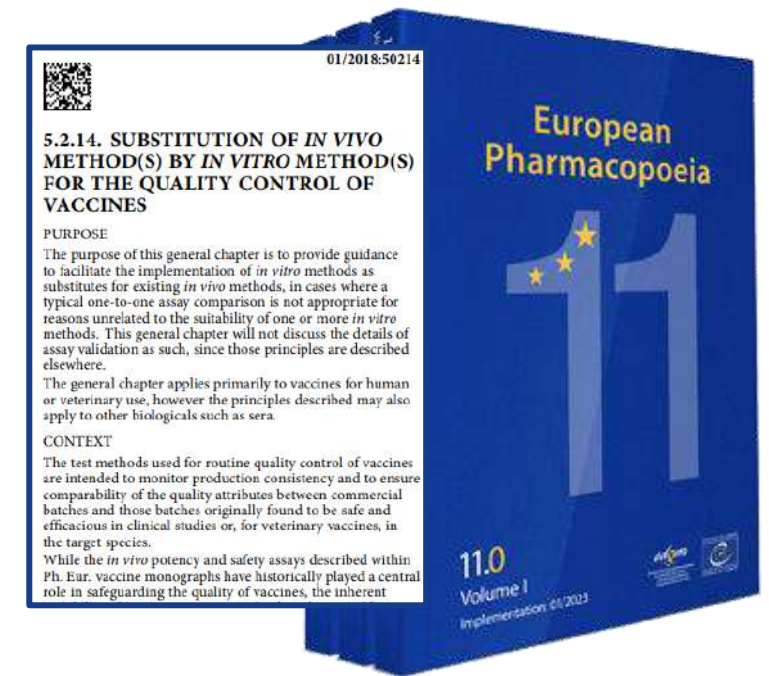 01/2018:50214
5.2.14. SUBSTITUTION OF IN VIVO
METHOD(S) BY IN VITRO METHOD(S)
FOR THE QUALITY CONTROL OF
VACCINES
PURPOSE
The purpose of this general chapter is to provide guidance
to facilitate the implementation of in vitro methods as
substitutes for existing in vivo methods, in cases where a
typical one-to-one assay comparison is not appropriate for
reasons unrelated to the suitability of one or more in vitro
methods. This general chapter will not discuss the details of
assay validation as such, since those principles are described
elsewhere.
The general chapter applies primarily to vaccines for human
or veterinary use, however the principles described may also
apply to other biologicals such as sera.
CONTEXT
The test methods used for routine quality control of vaccines
are intended to monitor production consistency and to ensure
comparability of the quality attributes between commercial
batches and those batches originally found to be safe and
efficacious in clinical studies or, for veterinary vaccines, in
the target species.
While the in vivo potency and safety assays described within
Ph. Eur. vaccine monographs have historically played a central
role in safeguarding the quality of vaccines, the inherent
European
Pharmacopoeia
11
11.0
Volume I
Implementation: 01/2023
edqm